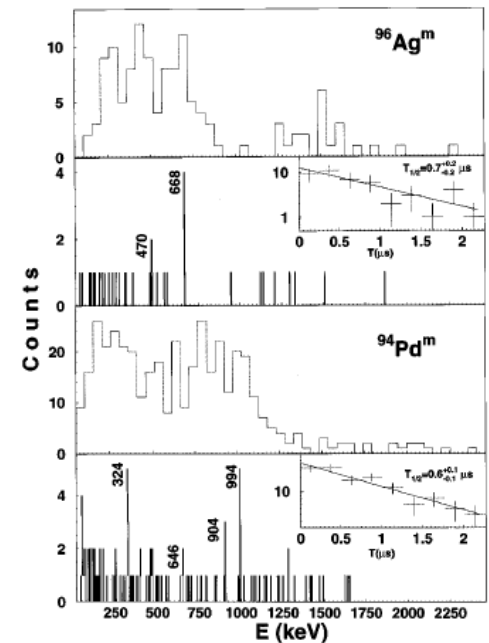 ⁹⁶Agᵐ
10
5
0
668
470
4
2
0
T₁/₂=0.7⁺⁰·²₋₀.₂ μs
10
1
0 0.5 1 1.5 2
T(μs)
Counts
⁹⁴Pdᵐ
20
10
0
324
994
904
646
4
2
0
T₁/₂=0.6⁺⁰·¹₋₀.₁ μs
10
0 0.5 1 1.5 2
T(μs)
250 500 750 1000 1250 1500 1750 2000 2250
E (keV)